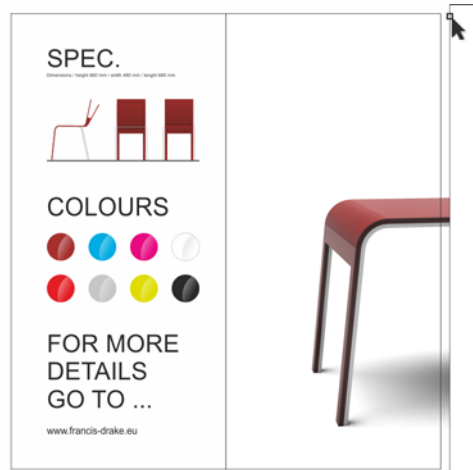 SPEC.
Dimensions / height 860 mm / width 480 mm / lenght 585 mm
COLOURS
FOR MORE
DETAILS
GO TO ...
www.francis-drake.eu